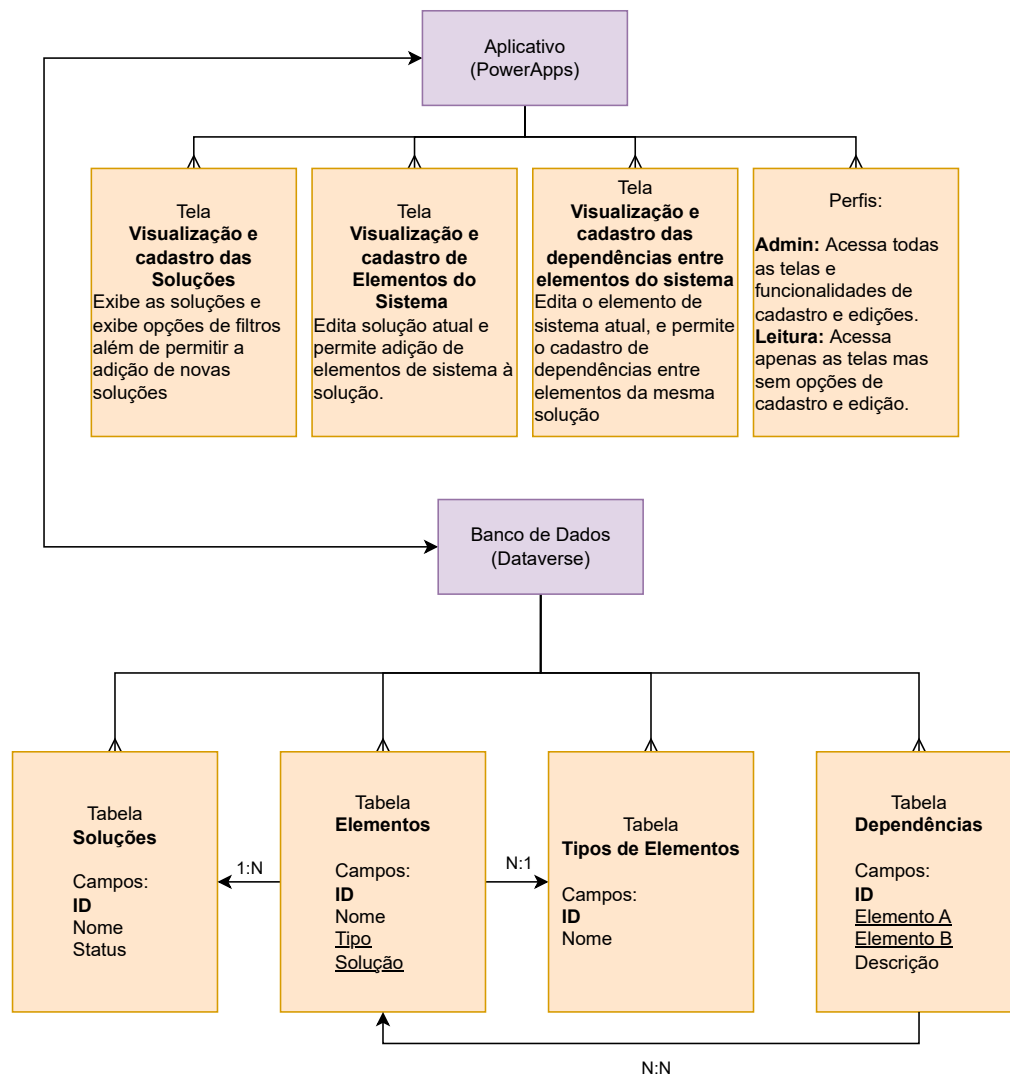 Aplicativo
(PowerApps)
Tela
Visualização e
cadastro das
Soluções
Exibe as soluções e
exibe opções de filtros
além de permitir a
adição de novas
soluções
Tela
Visualização e
cadastro de
Elementos do
Sistema
Edita solução atual e
permite adição de
elementos de sistema à
solução.
Tela
Visualização e
cadastro das
dependências entre
elementos do sistema
Edita o elemento de
sistema atual, e permite
o cadastro de
dependências entre
elementos da mesma
solução
Perfis:
Admin: Acessa todas
as telas e
funcionalidades de
cadastro e edições.
Leitura: Acessa
apenas as telas mas
sem opções de
cadastro e edição.
Banco de Dados
(Dataverse)
Tabela
Soluções
Campos:
ID
Nome
Status
1:N
Tabela
Elementos
Campos:
ID
Nome
Tipo
Solução
N:1
Tabela
Tipos de Elementos
Campos:
ID
Nome
Tabela
Dependências
Campos:
ID
Elemento A
Elemento B
Descrição
N:N